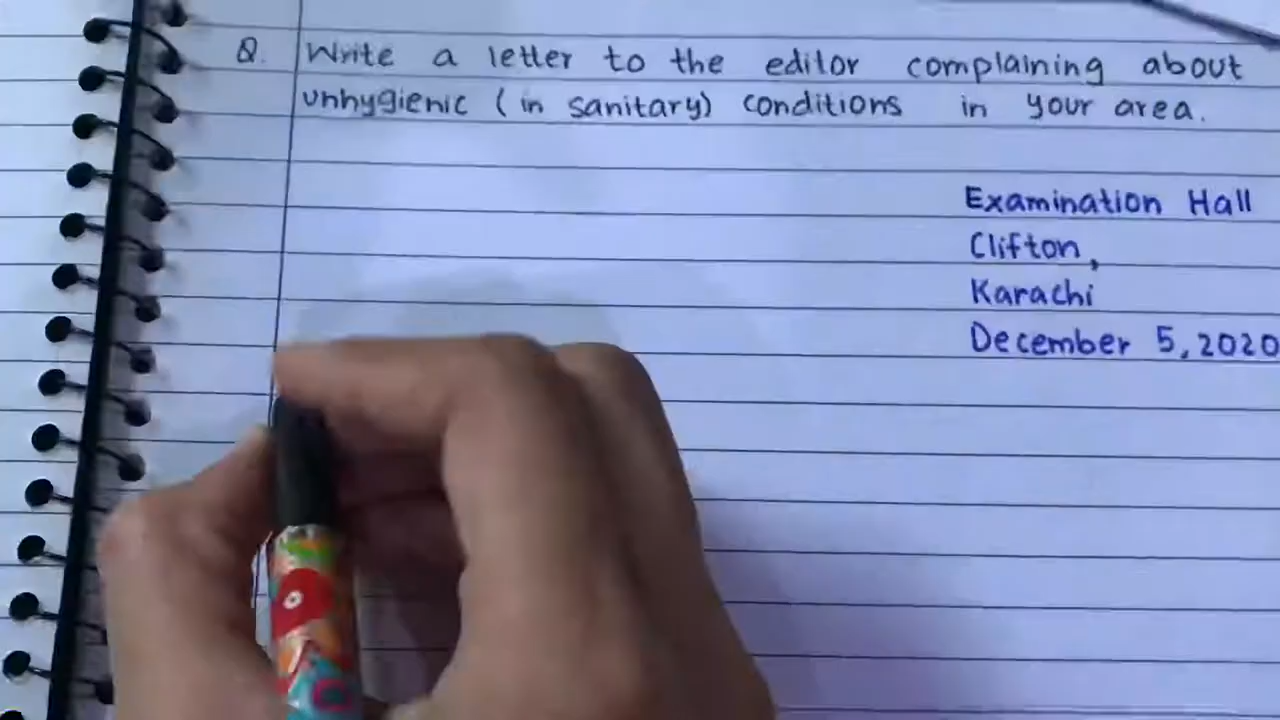 Q. Write a letter to the editor complaining about
unhygienic (in sanitary) conditions in your area.
Examination Hall
Clifton,
Karachi
December 5, 2020